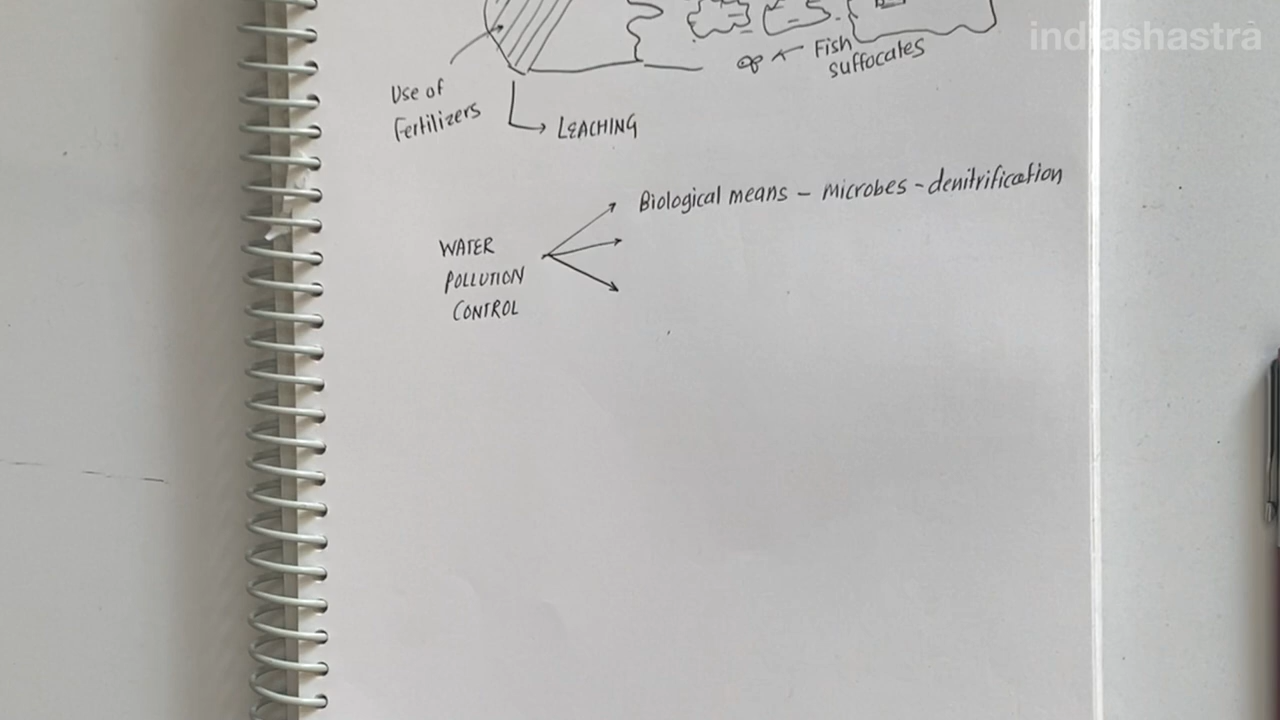 indiashastra
Fish
suffocates
Use of
Fertilizers
LEACHING
Biological means - microbes - denitrification
WATER
POLLUTION
CONTROL